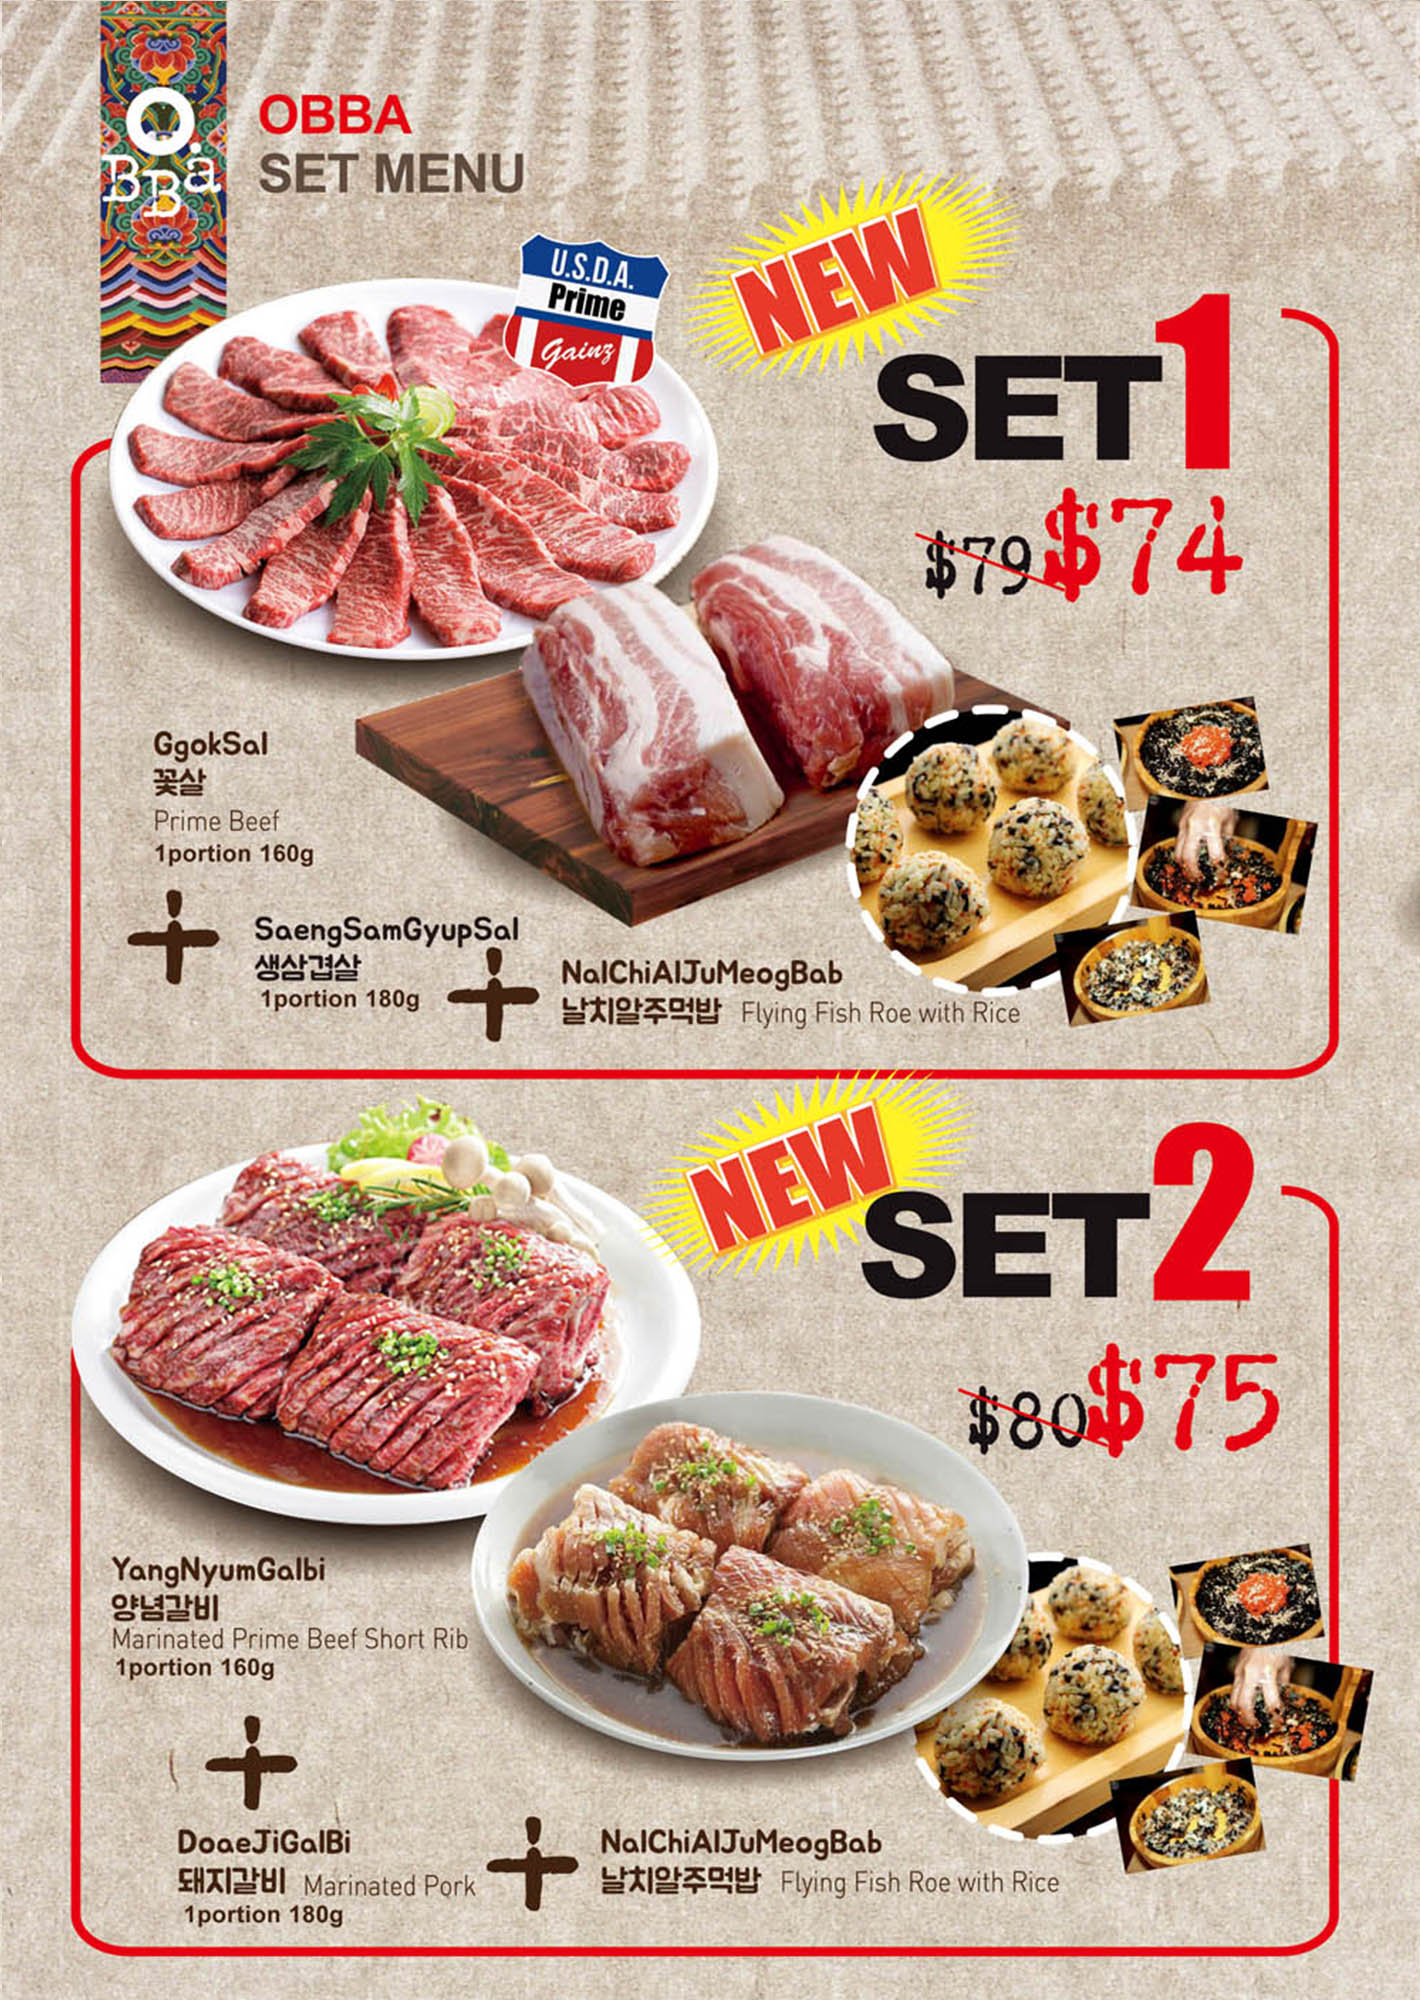 OBBa
OBBA
SET MENU
U.S.D.A.
Prime
Gainz
NEW
SET1
$79 $74
GgokSal
꽃살
Prime Beef
1portion 160g
SaengSamGyupSal
생삼겹살
1portion 180g
NalChiAlJuMeogBab
날치알주먹밥 Flying Fish Roe with Rice
NEW
SET2
$80 $75
YangNyumGalbi
양념갈비
Marinated Prime Beef Short Rib
1portion 160g
DoaeJiGalBi
돼지갈비 Marinated Pork
1portion 180g
NalChiAlJuMeogBab
날치알주먹밥 Flying Fish Roe with Rice